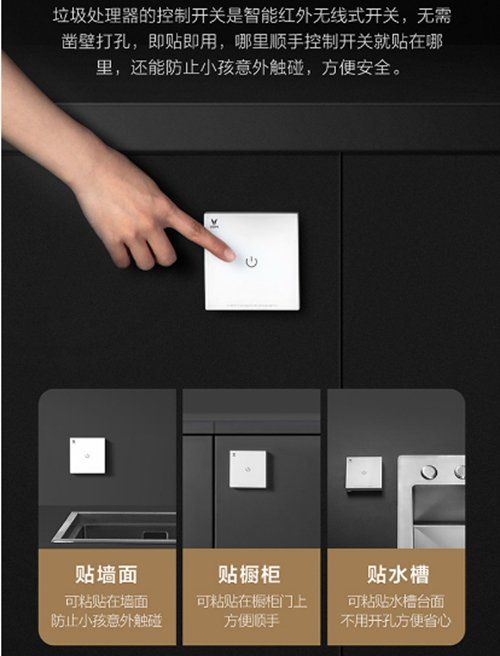 垃圾处理器的控制开关是智能红外无线式开关，无需
凿壁打孔，即贴即用，哪里顺手控制开关就贴在哪
里，还能防止小孩意外触碰，方便安全。
贴墙面
可粘贴在墙面
防止小孩意外触碰
贴橱柜
可粘贴在橱柜门上
方便顺手
贴水槽
可粘贴水槽台面
不用开孔方便省心